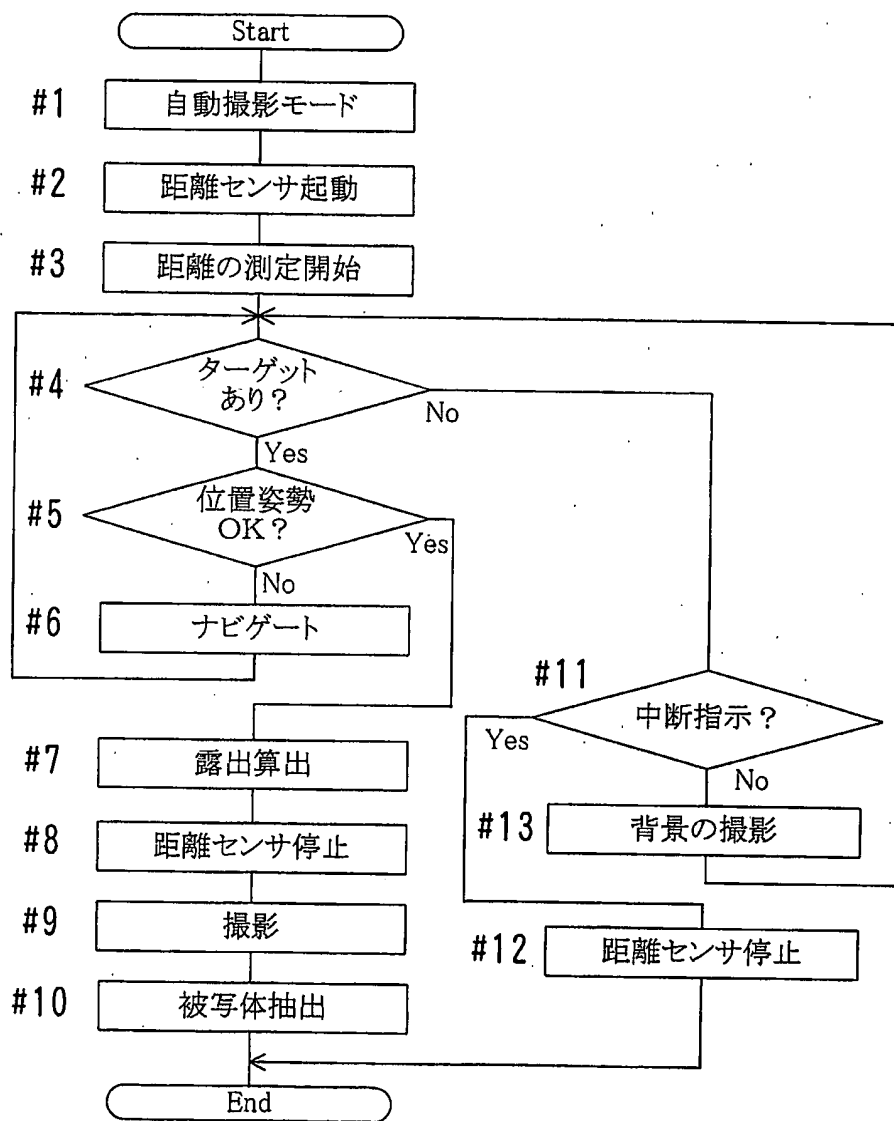 Start
#1
自動撮影モード
#2
距離センサ起動
#3
距離の測定開始
#4
ターゲット
あり?
No
Yes
#5
位置姿勢
OK?
Yes
No
#6
ナビゲート
#11
中断指示?
Yes
No
#7
露出算出
#13
背景の撮影
#8
距離センサ停止
#9
撮影
#12
距離センサ停止
#10
被写体抽出
End